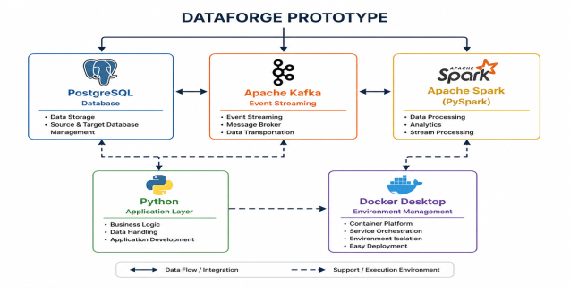 DATAFORGE PROTOTYPE
PostgreSQL
Database
• Data Storage
• Source & Target Database
Management
Apache Kafka
Event Streaming
• Event Streaming
• Message Broker
• Data Transportation
APACHE
Spark
Apache Spark
(PySpark)
• Data Processing
• Analytics
• Stream Processing
Python
Application Layer
• Business Logic
• Data Handling
• Application Development
Docker Desktop
Environment Management
• Container Platform
• Service Orchestration
• Environment Isolation
• Easy Deployment
Data Flow / Integration
Support / Execution Environment